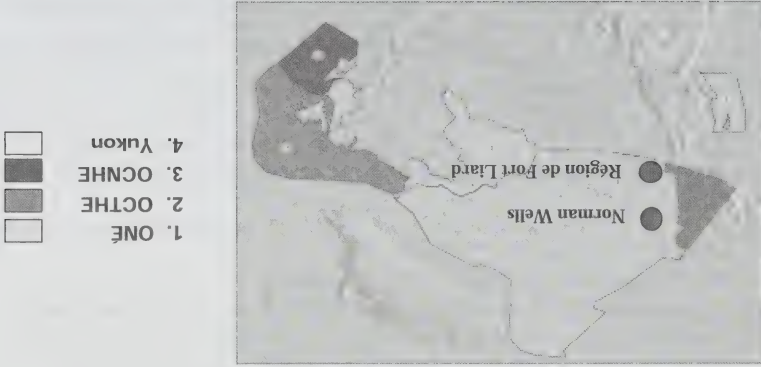 Norman Wells
Région de Fort Liard
1. ONÉ
2. OCTHE
3. OCNHE
4. Yukon